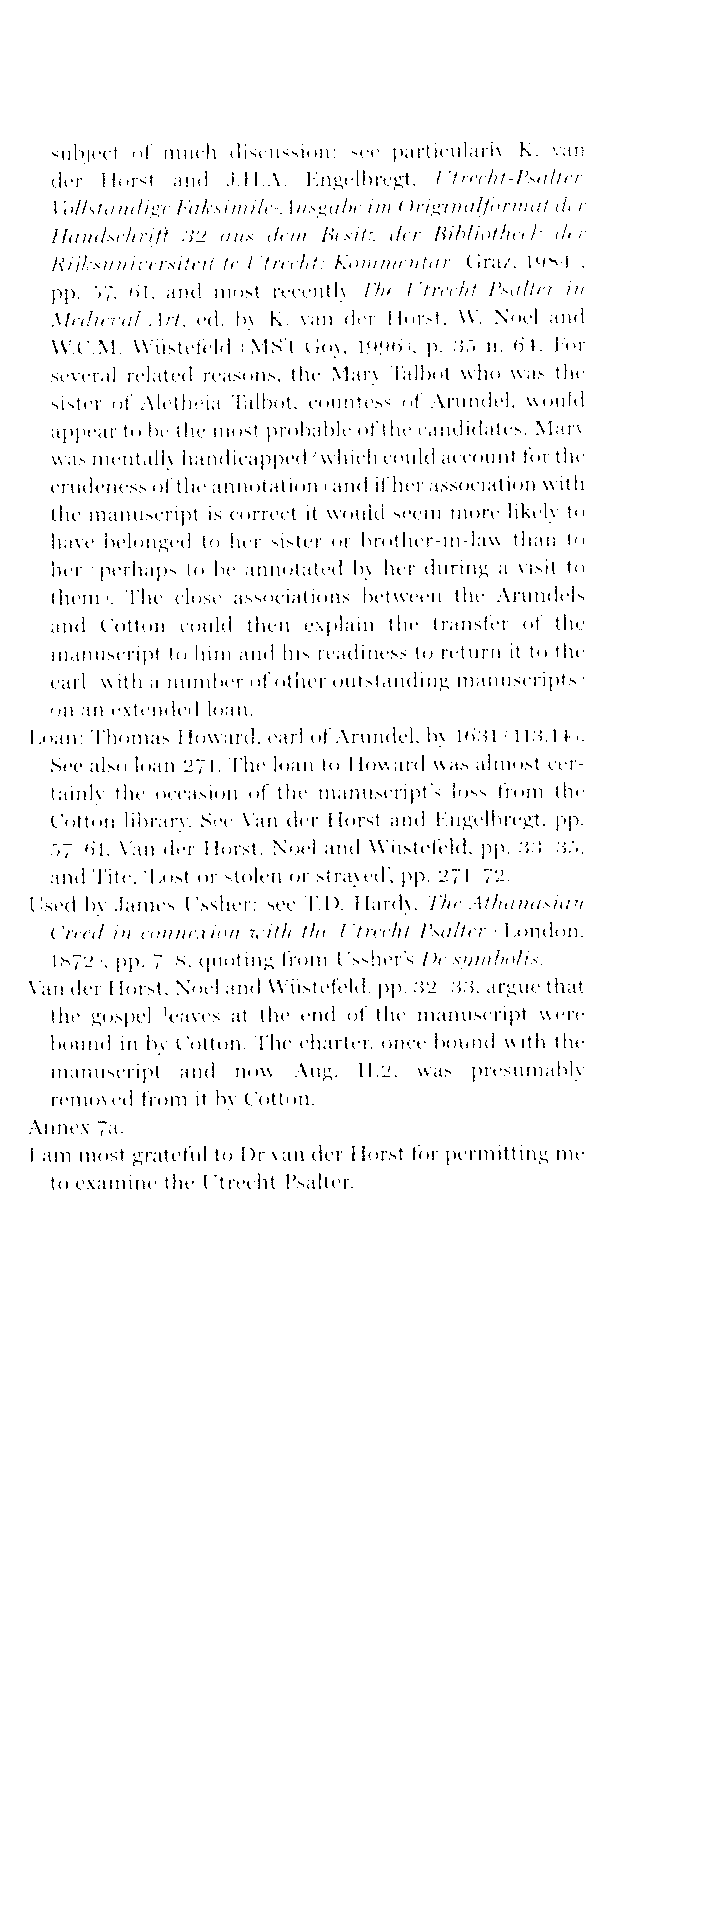 subject of much discussion: see particularly K. van
der Horst and J.H.A. Engelbregt, Utrecht-Psalter.
Vollständige Faksimile-Ausgabe im Originalformat der
Handschrift 32 aus dem Besitz der Bibliotheek der
Rijksuniversiteit te Utrecht: Kommentar (Graz, 1984),
pp. 57–61, and most recently The Utrecht Psalter in
Medieval Art, ed. by K. van der Horst, W. Noel and
W.C.M. Wüstefeld (MS't Goy, 1996), p. 35 n. 64. For
several related reasons, the Mary Talbot who was the
sister of Aletheia Talbot, countess of Arundel, would
appear to be the most probable of the candidates. Mary
was mentally handicapped (which could account for the
crudeness of the annotation) and if her association with
the manuscript is correct it would seem more likely to
have belonged to her sister or brother-in-law than to
her (perhaps to be annotated by her during a visit to
them). The close associations between the Arundels
and Cotton could then explain the transfer of the
manuscript to him and his readiness to return it to the
earl (with a number of other outstanding manuscripts)
on an extended loan.
Loan: Thomas Howard, earl of Arundel, by 1631 (113.14).
See also loan 271. The loan to Howard was almost cer-
tainly the occasion of the manuscript's loss from the
Cotton library. See Van der Horst and Engelbregt, pp.
57–61, Van der Horst, Noel and Wüstefeld, pp. 33–35,
and Tite, 'Lost or stolen or strayed', pp. 271–72.
Used by James Ussher: see T.D. Hardy, The Athanasian
Creed in connexion with the Utrecht Psalter (London,
1872), pp. 7–8, quoting from Ussher's De symbolis.
Van der Horst, Noel and Wüstefeld, pp. 32–33, argue that
the gospel leaves at the end of the manuscript were
bound in by Cotton. The charter, once bound with the
manuscript and now Aug. II.2, was presumably
removed from it by Cotton.
Annex 7a.
I am most grateful to Dr van der Horst for permitting me
to examine the Utrecht Psalter.